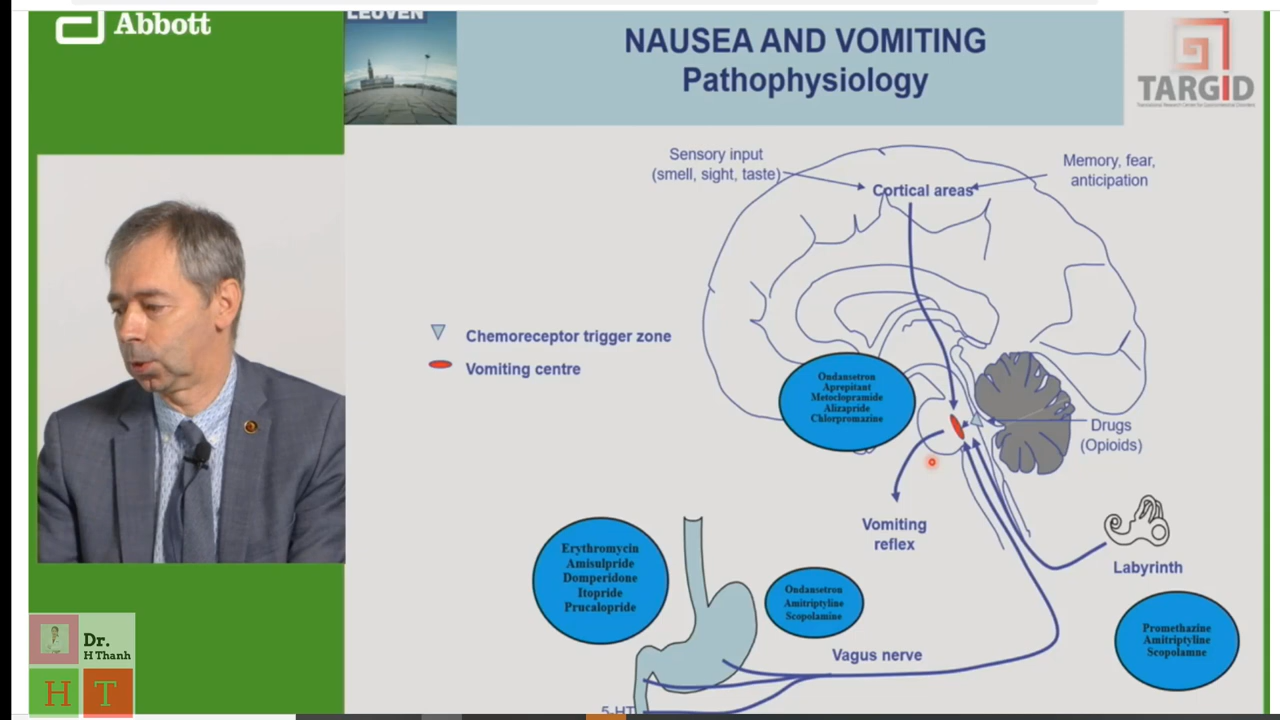 Abbott
LEUVEN
NAUSEA AND VOMITING
Pathophysiology
TARGID
Sensory input
(smell, sight, taste)
Memory, fear,
anticipation
Cortical areas
Chemoreceptor trigger zone
Vomiting centre
Ondansetron
Aprepitant
Metoclopramide
Alizapride
Chlorpromazine
Drugs
(Opioids)
Vomiting
reflex
Labyrinth
Erythromycin
Amisulpride
Domperidone
Itopride
Prucalopride
Ondansetron
Amitriptyline
Scopolamine
Promethazine
Amitriptyline
Scopolamne
Vagus nerve
5-HT
Dr.
H Thanh
H T